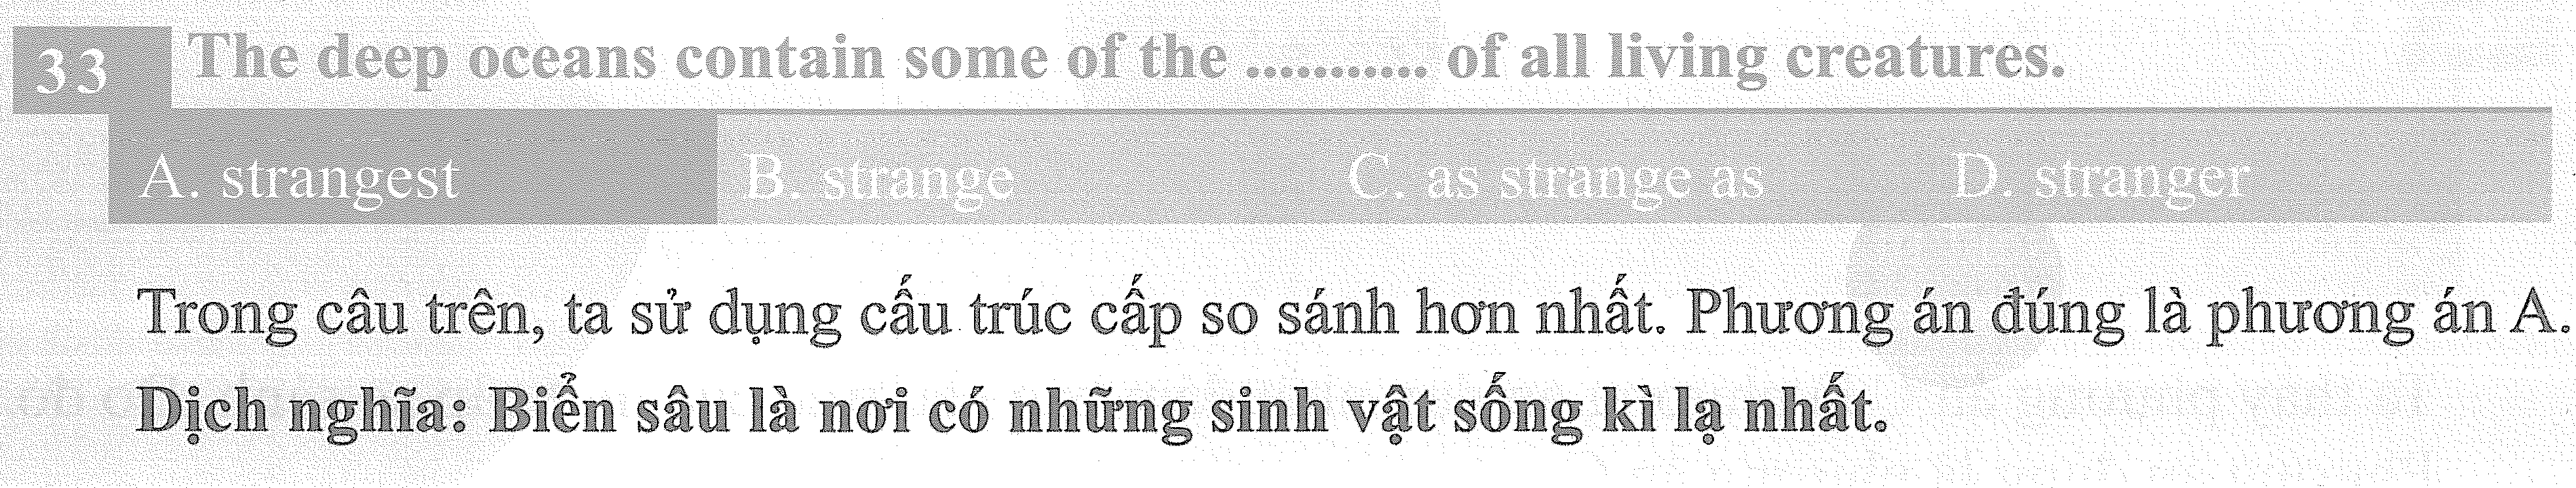 33 The deep oceans contain some of the ........... of all living creatures.
A. strangest B. strange C. as strange as D. stranger
Trong câu trên, ta sử dụng cấu trúc cấp so sánh hơn nhất. Phương án đúng là phương án A.
Dịch nghĩa: Biển sâu là nơi có những sinh vật sống kì lạ nhất.